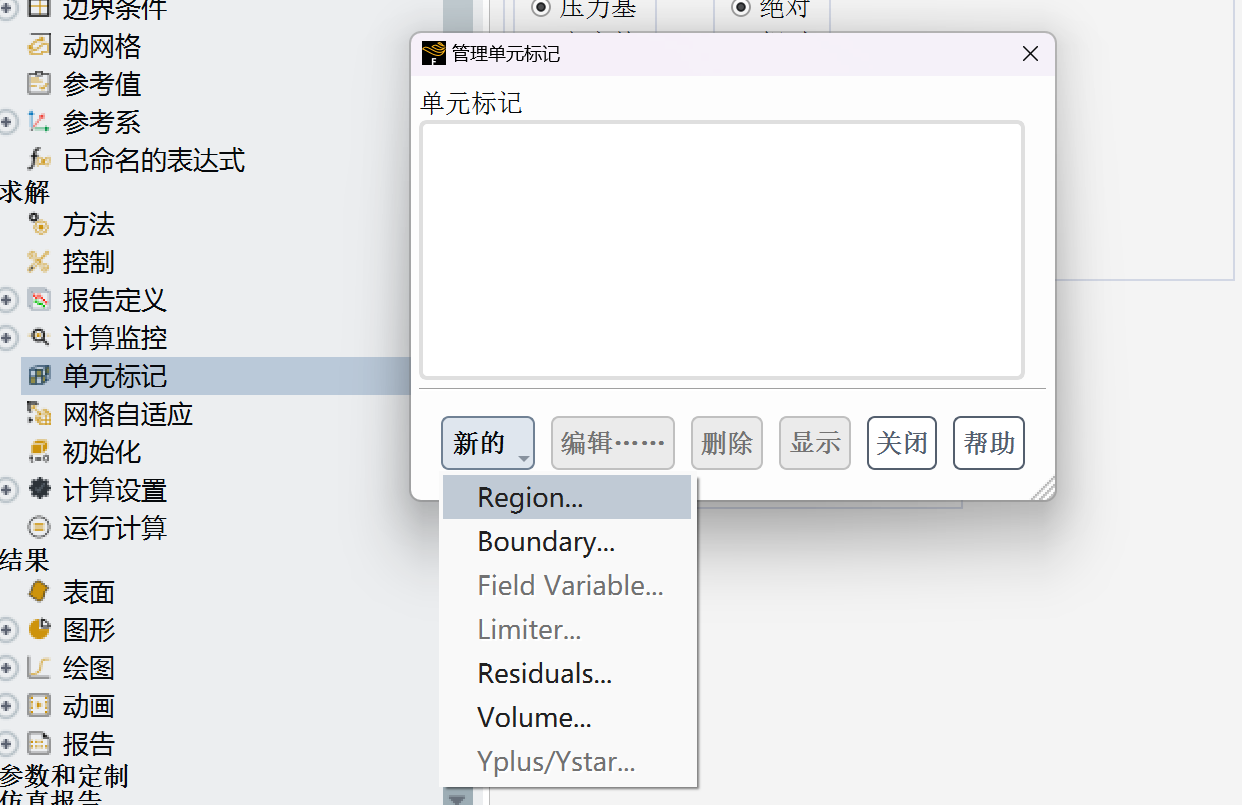 边界条件
动网格
参考值
参考系
已命名的表达式
求解
方法
控制
报告定义
计算监控
单元标记
网格自适应
初始化
计算设置
运行计算
结果
表面
图形
绘图
动画
报告
参数和定制
仿真报告
压力基
绝对
管理单元标记
单元标记
新的
编辑……
删除
显示
关闭
帮助
Region...
Boundary...
Field Variable...
Limiter...
Residuals...
Volume...
Yplus/Ystar...